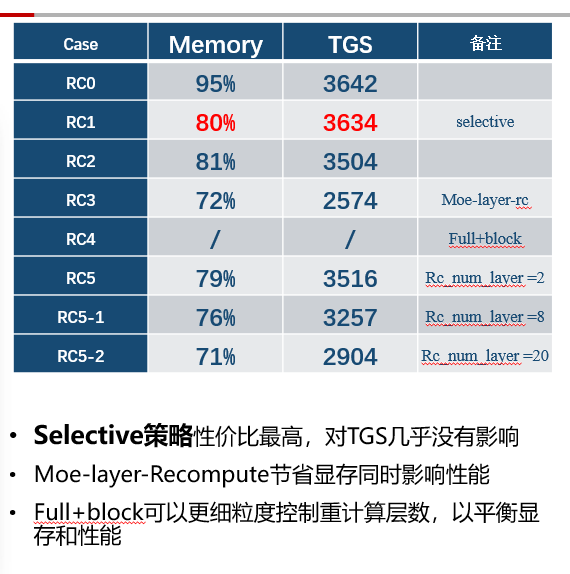 Case Memory TGS 备注
RC0 95% 3642
RC1 80% 3634 selective
RC2 81% 3504
RC3 72% 2574 Moe-layer-rc
RC4 / / Full+block
RC5 79% 3516 Rc_num_layer=2
RC5-1 76% 3257 Rc_num_layer=8
RC5-2 71% 2904 Rc_num_layer=20
• Selective策略性价比最高，对TGS几乎没有影响
• Moe-layer-Recompute节省显存同时影响性能
• Full+block可以更细粒度控制重计算层数，以平衡显
存和性能